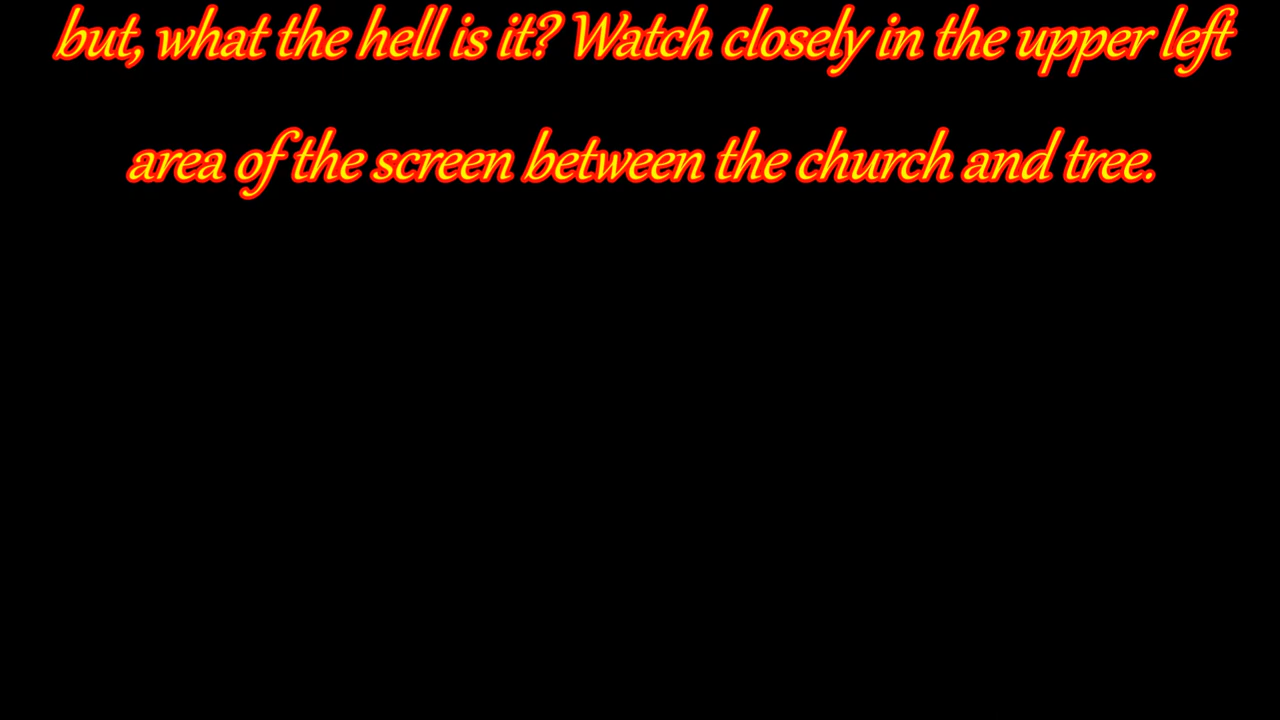 but, what the hell is it? Watch closely in the upper left
area of the screen between the church and tree.